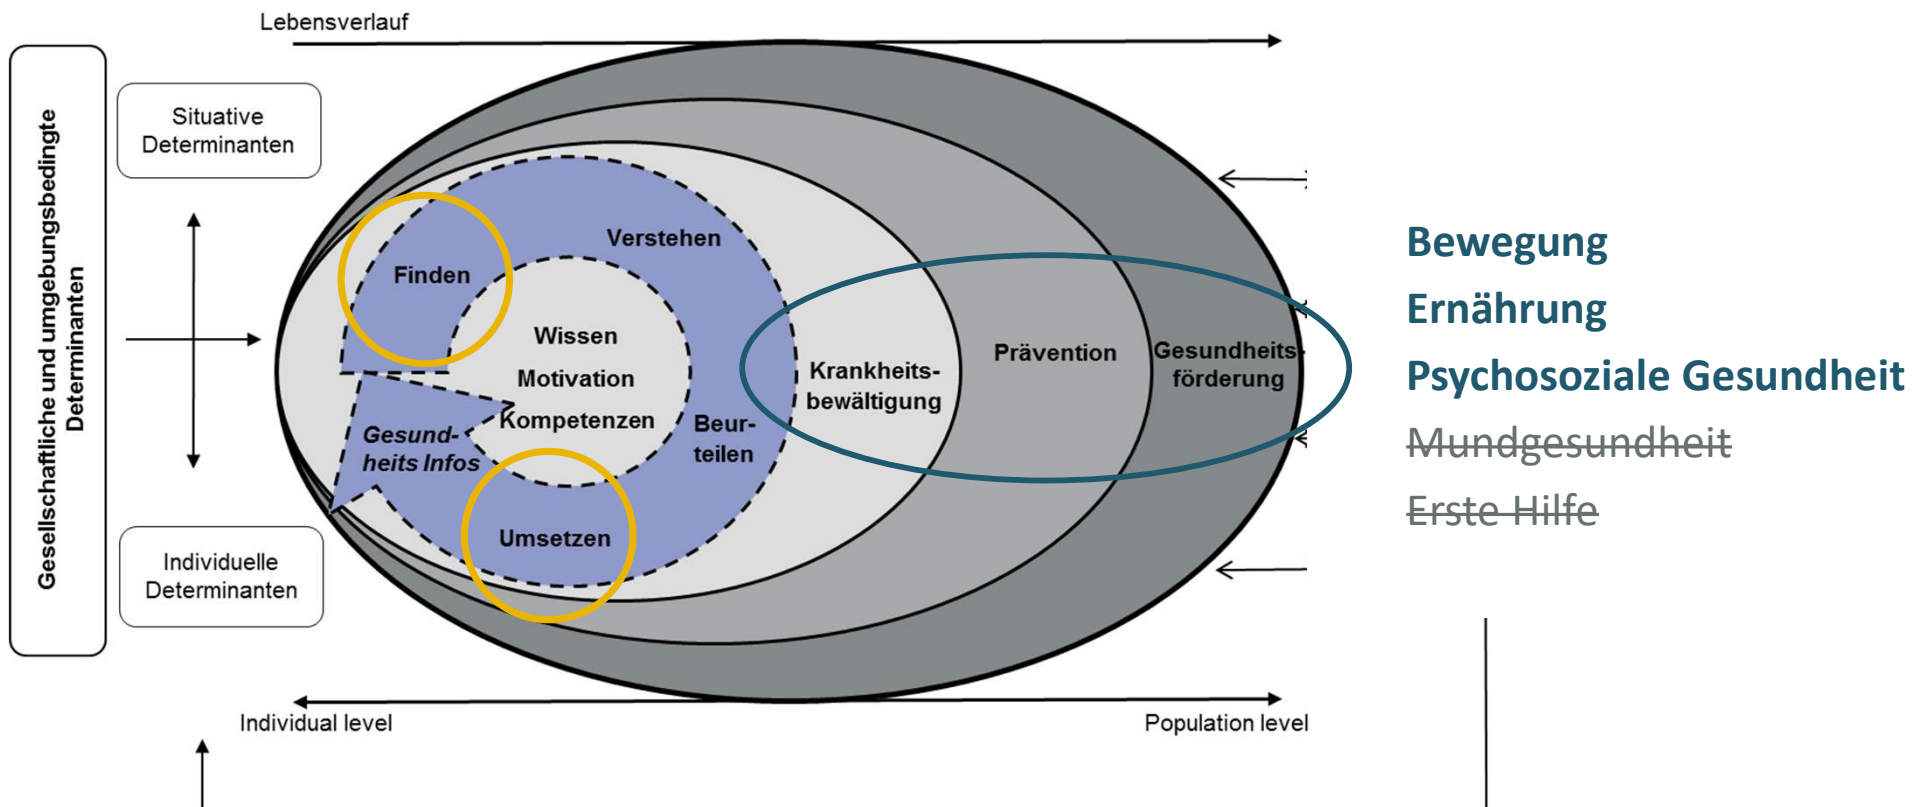 Lebensverlauf
Gesellschaftliche und umgebungsbedingte
Determinanten
Situative
Determinanten
Individuelle
Determinanten
Finden
Verstehen
Wissen
Motivation
Kompetenzen
Beur-
teilen
Gesund-
heits Infos
Umsetzen
Krankheits-
bewältigung
Prävention
Gesundheits-
förderung
Individual level
Population level
Bewegung
Ernährung
Psychosoziale Gesundheit
Mundgesundheit
Erste Hilfe